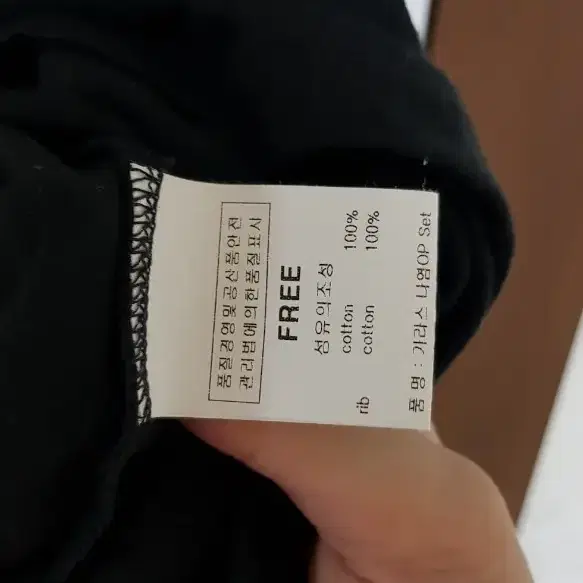 품질경영및공산품안전
관리법에의한품질표시
FREE
섬유의조성
cotton 100%
rib cotton 100%
품 명 : 가라스 나염OP Set